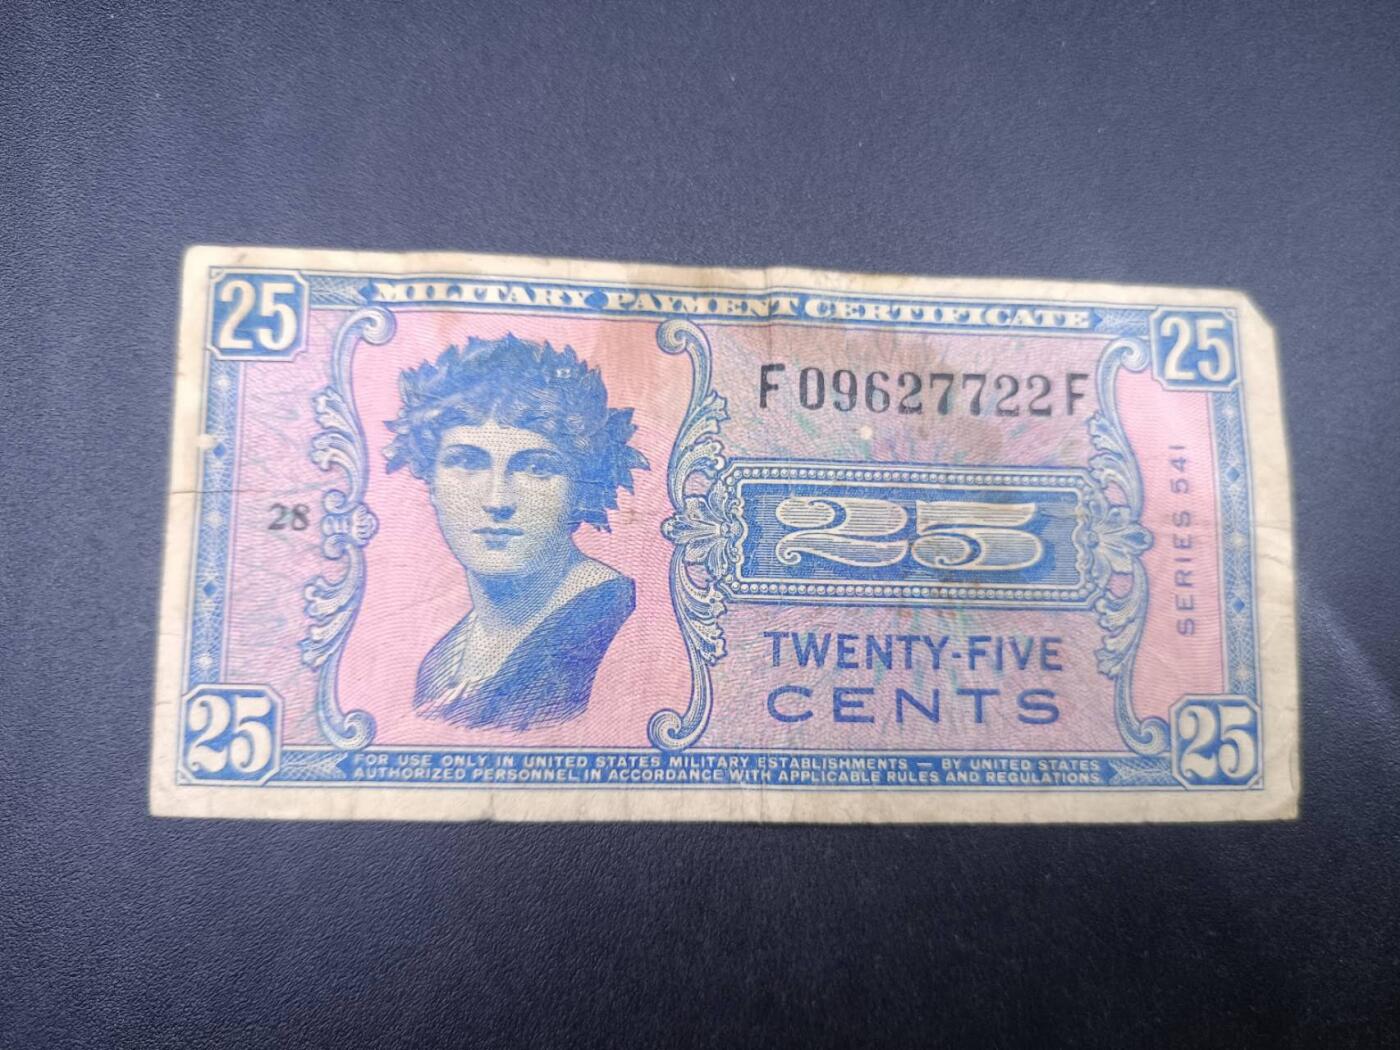 25 MILITARY PAYMENT CERTIFICATE 25
F09627722F
28
25
SERIES 541
TWENTY-FIVE
CENTS
25 25
FOR USE ONLY IN UNITED STATES MILITARY ESTABLISHMENTS — BY UNITED STATES
AUTHORIZED PERSONNEL IN ACCORDANCE WITH APPLICABLE RULES AND REGULATIONS.